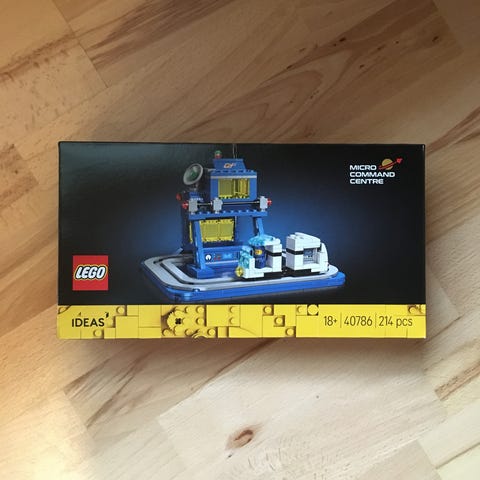 MICRO
COMMAND
CENTRE
LEGO
IDEAS
18+ | 40786 | 214 pcs